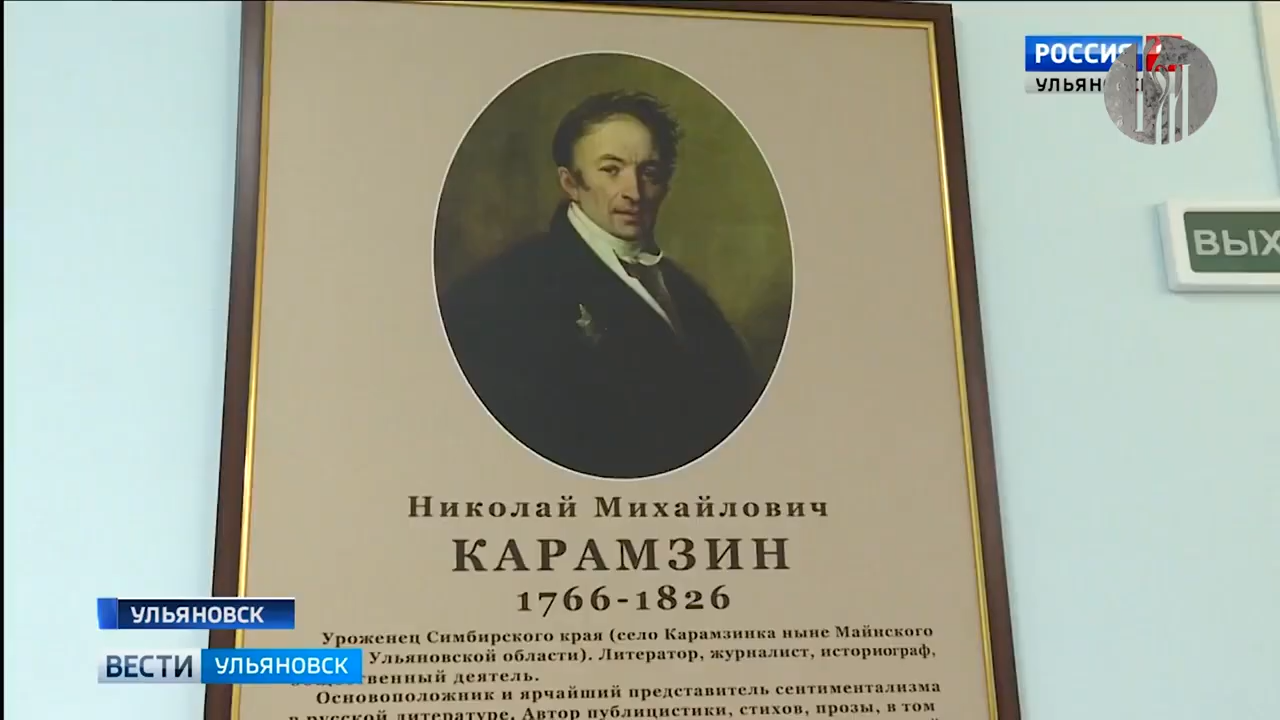 РОССИЯ
ВЫХ
Николай Михайлович
КАРАМЗИН
1766-1826
Уроженец Симбирского края (село Карамзинка ныне Майнского
Ульяновской области). Литератор, журналист, историограф,
деятель.
Основоположник и ярчайший представитель сентиментализма
в русской литературе. Автор публицистики, стихов, прозы, в том
УЛЬЯНОВСК
ВЕСТИ УЛЬЯНОВСК